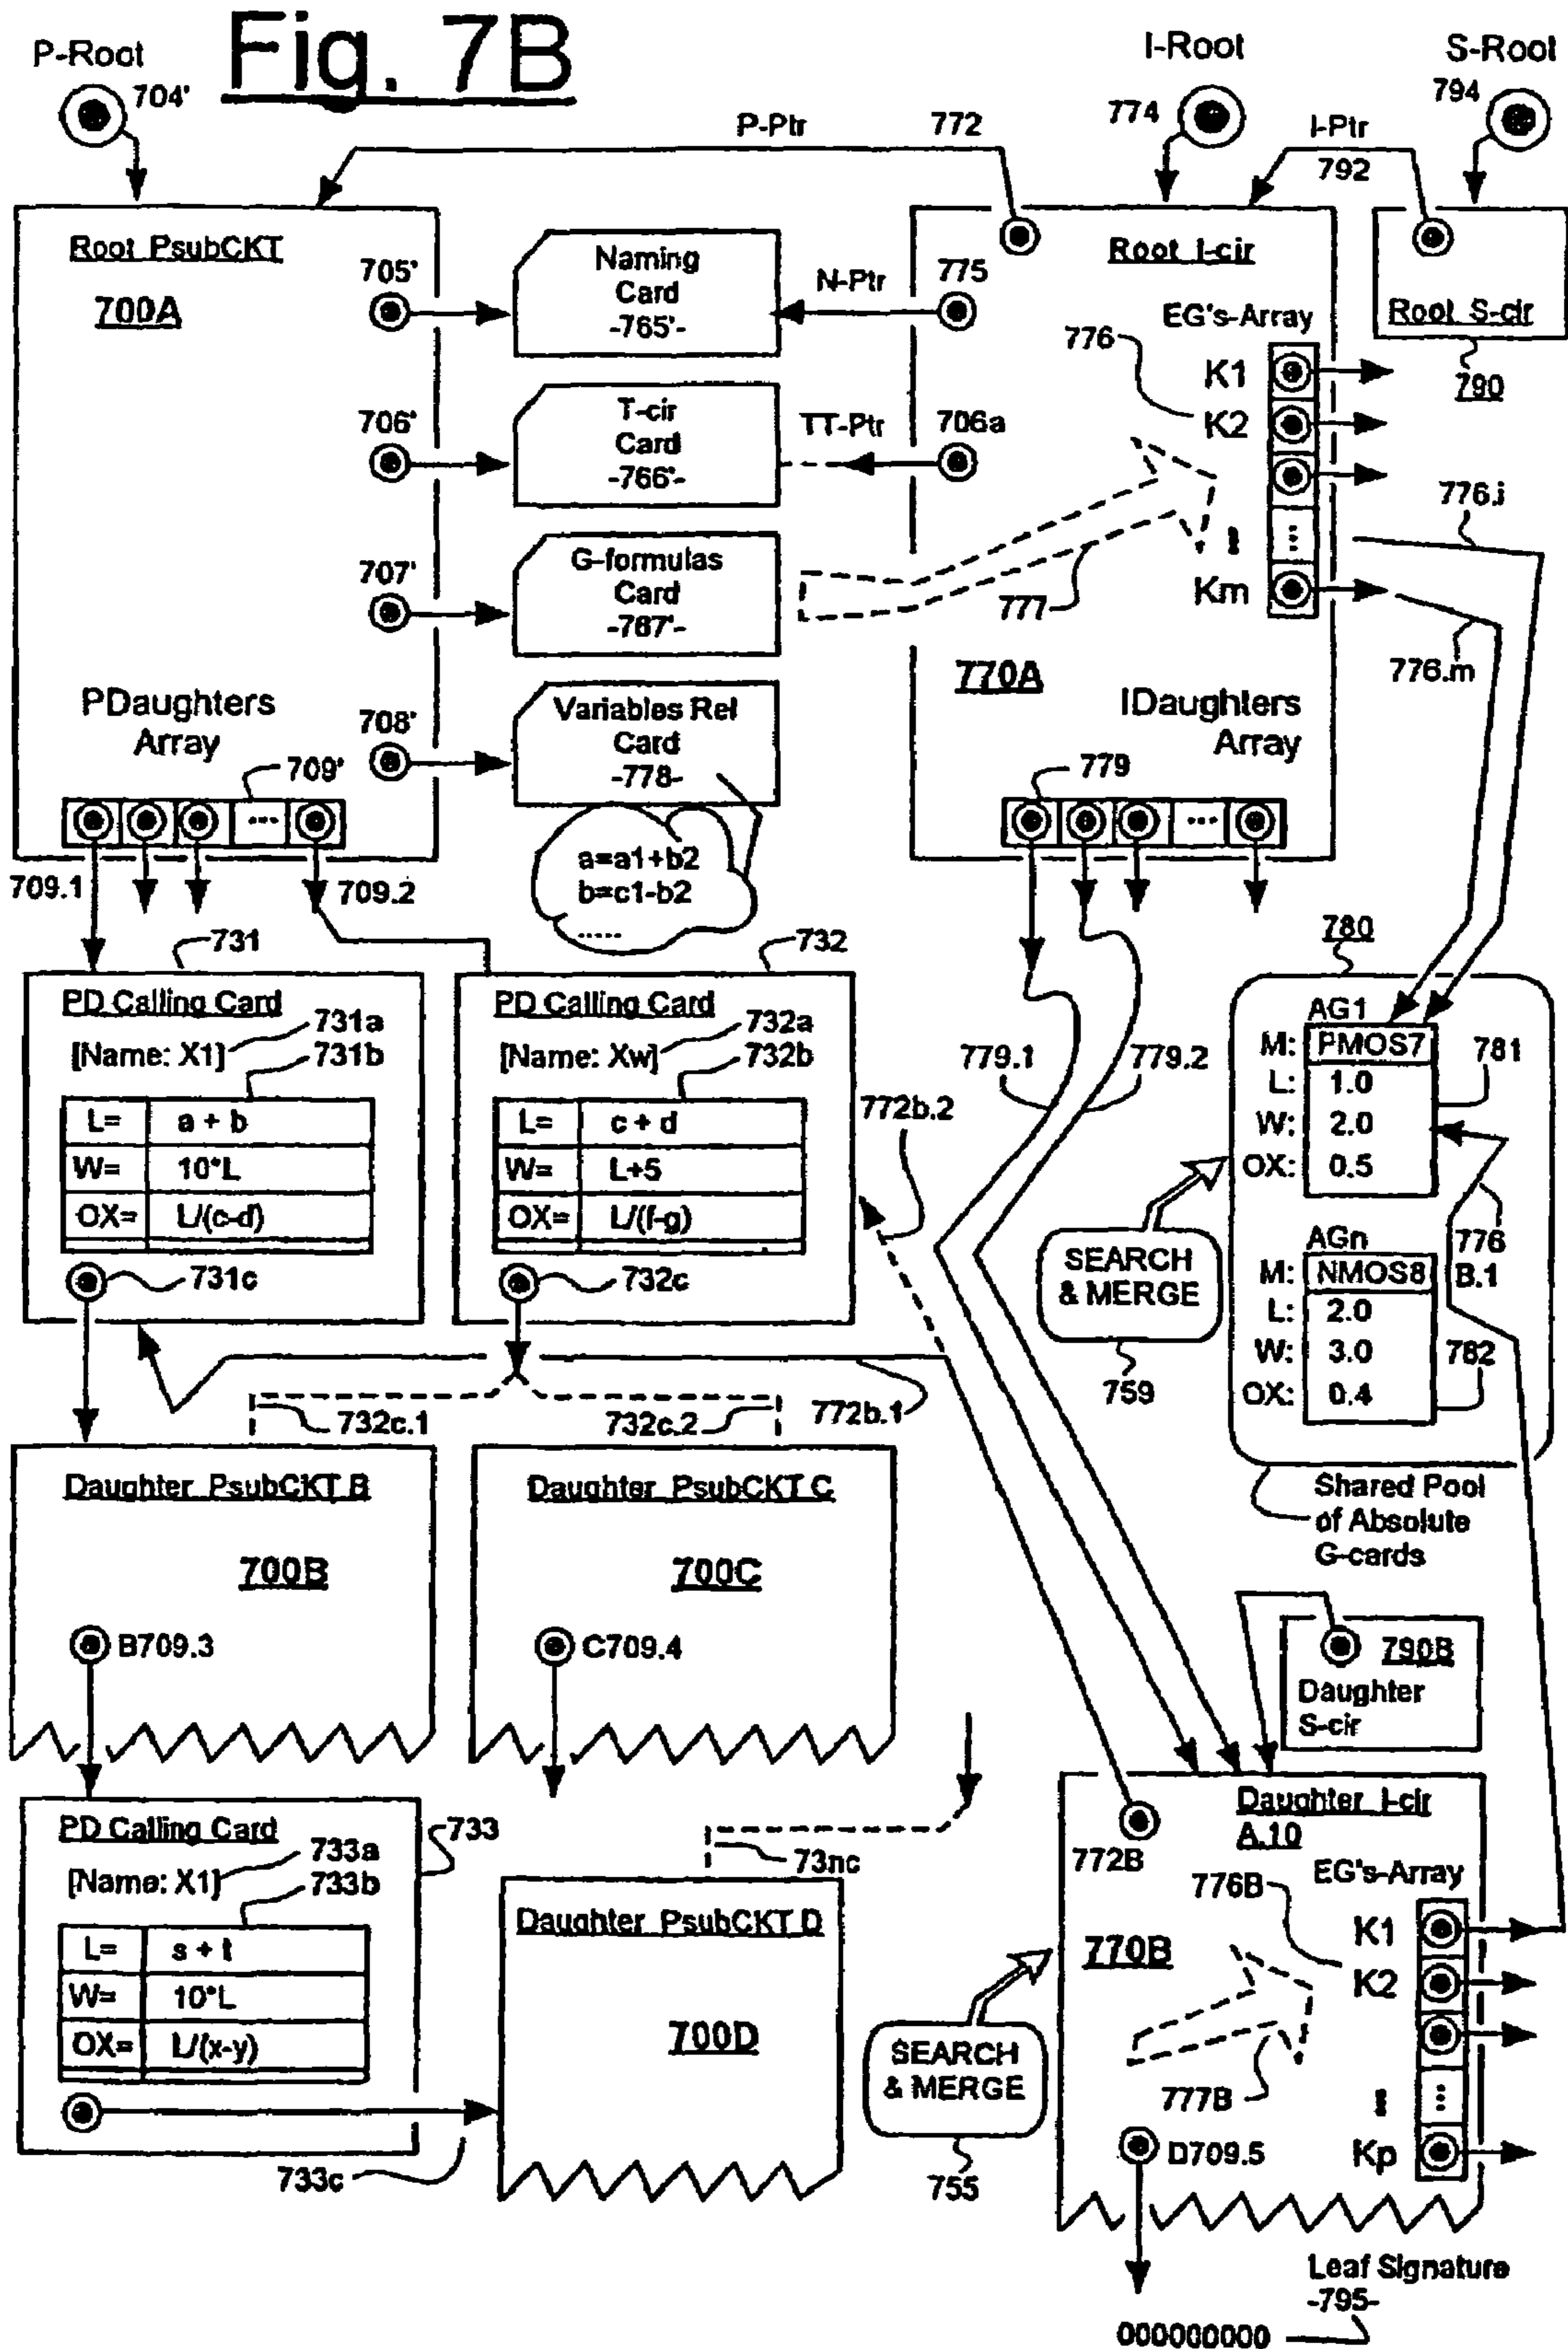 Fig. 7B
P-Root
704'
I-Root
774
S-Root
794
P-Ptr
772
I-Ptr
792
Root PsubCKT
700A
705'
706'
707'
708'
PDaughters
Array
709'
709.1
709.2
Naming
Card
-765'-
T-cir
Card
-766'-
G-formulas
Card
-767'-
Variables Rel
Card
-778-
a=a1+b2
b=c1-b2
.....
N-Ptr
775
TT-Ptr
706a
Root I-cir
EG's-Array
776
K1
K2
...
Km
777
770A
IDaughters
Array
779
...
Root S-cir
790
776.i
776.m
731
PD Calling Card
[Name: X1]
731a
731b
L= a + b
W= 10*L
OX= L/(c-d)
731c
732
PD Calling Card
[Name: Xw]
732a
732b
L= c + d
W= L+5
OX= L/(f-g)
732c
772b.2
779.1
779.2
780
AG1
M: PMOS7
L: 1.0
W: 2.0
OX: 0.5
781
776
B.1
AGn
M: NMOS8
L: 2.0
W: 3.0
OX: 0.4
782
SEARCH
& MERGE
759
Shared Pool
of Absolute
G-cards
732c.1
732c.2
772b.1
Daughter PsubCKT B
700B
B709.3
Daughter PsubCKT C
700C
C709.4
790B
Daughter
S-cir
PD Calling Card
733
[Name: X1]
733a
733b
L= s + t
W= 10*L
OX= L/(x-y)
733c
73nc
Daughter PsubCKT D
700D
SEARCH
& MERGE
755
Daughter I-cir
A.10
772B
EG's-Array
776B
770B
K1
K2
...
Kp
777B
D709.5
Leaf Signature
-795-
000000000